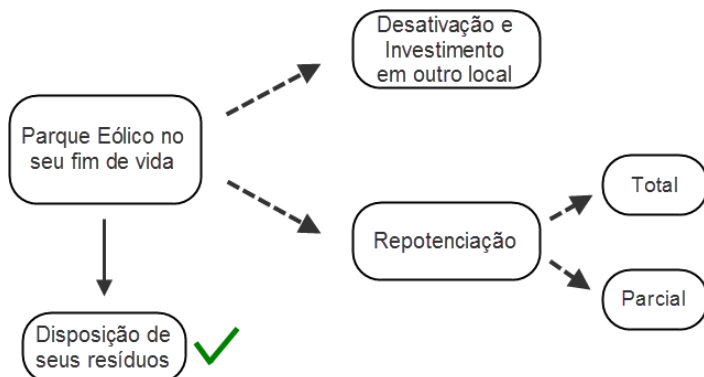 Desativação e
Investimento
em outro local
Parque Eólico no
seu fim de vida
Total
Repotenciação
Parcial
Disposição de
seus resíduos